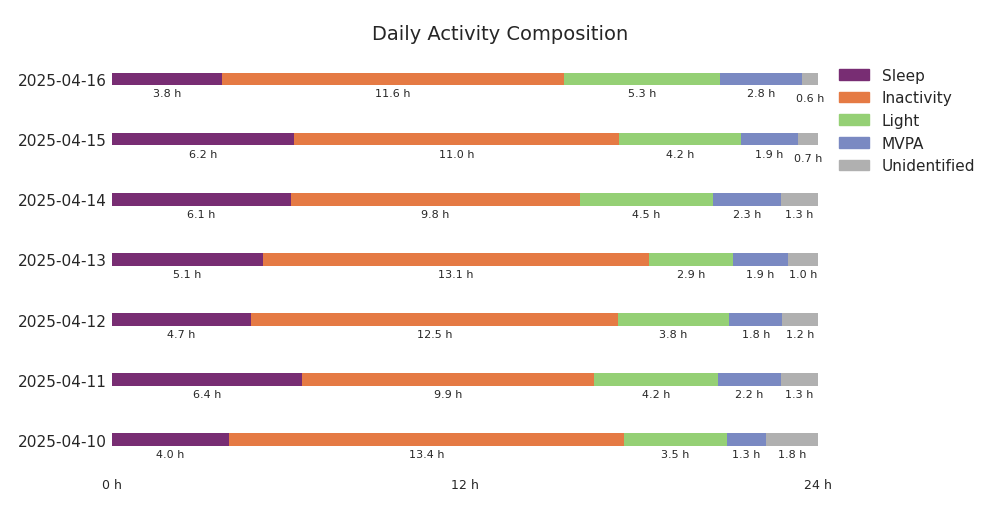 Daily Activity Composition
2025-04-16
3.8 h 11.6 h 5.3 h 2.8 h 0.6 h
2025-04-15
6.2 h 11.0 h 4.2 h 1.9 h 0.7 h
2025-04-14
6.1 h 9.8 h 4.5 h 2.3 h 1.3 h
2025-04-13
5.1 h 13.1 h 2.9 h 1.9 h 1.0 h
2025-04-12
4.7 h 12.5 h 3.8 h 1.8 h 1.2 h
2025-04-11
6.4 h 9.9 h 4.2 h 2.2 h 1.3 h
2025-04-10
4.0 h 13.4 h 3.5 h 1.3 h 1.8 h
0 h 12 h 24 h
Sleep
Inactivity
Light
MVPA
Unidentified